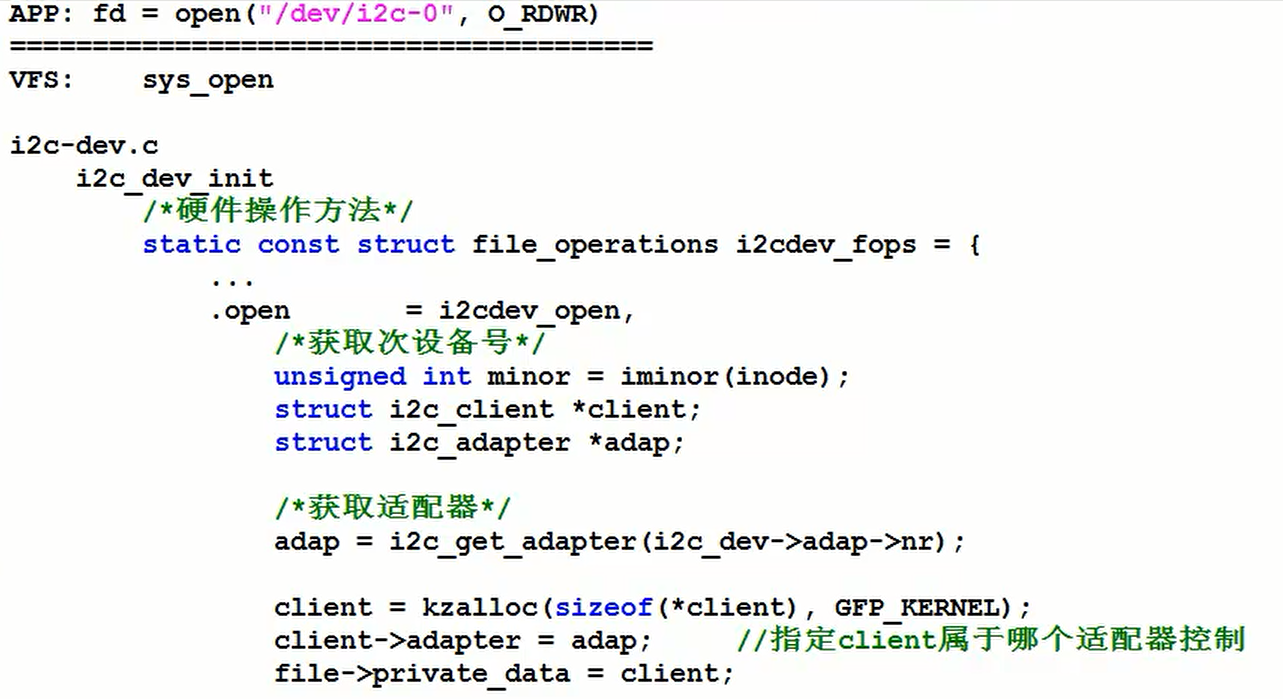 APP: fd = open("/dev/i2c-0", O_RDWR)
=======================================
VFS:    sys_open
i2c-dev.c
    i2c_dev_init
        /*硬件操作方法*/
        static const struct file_operations i2cdev_fops = {
            ...
            .open       = i2cdev_open,
                /*获取次设备号*/
                unsigned int minor = iminor(inode);
                struct i2c_client *client;
                struct i2c_adapter *adap;
                /*获取适配器*/
                adap = i2c_get_adapter(i2c_dev->adap->nr);
                client = kzalloc(sizeof(*client), GFP_KERNEL);
                client->adapter = adap;     //指定client属于哪个适配器控制
                file->private_data = client;